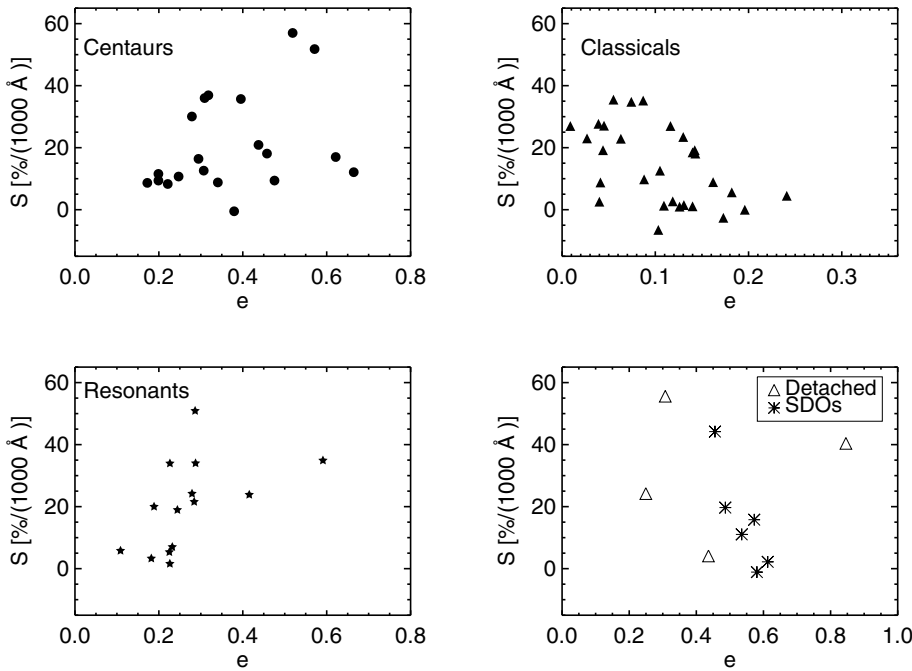 Centaurs
S [%/(1000 Å )]
60
40
20
0
0.0 0.2 0.4 0.6 0.8
e
Classicals
S [%/(1000 Å )]
60
40
20
0
0.0 0.1 0.2 0.3
e
Resonants
S [%/(1000 Å )]
60
40
20
0
0.0 0.2 0.4 0.6 0.8
e
Detached
SDOs
S [%/(1000 Å )]
60
40
20
0
0.0 0.2 0.4 0.6 0.8 1.0
e